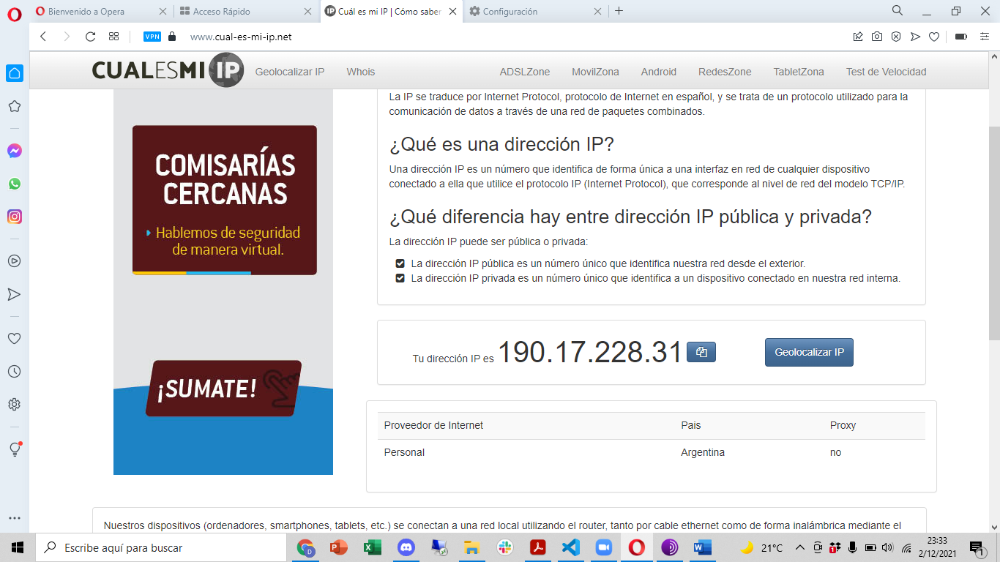 Bienvenido a Opera
Acceso Rápido
Cuál es mi IP | Cómo saber
Configuración
VPN
www.cual-es-mi-ip.net
CUALESMI IP
Geolocalizar IP
Whois
ADSLZone
MovilZona
Android
RedesZone
TabletZona
Test de Velocidad
COMISARÍAS
CERCANAS
Hablemos de seguridad
de manera virtual.
¡SUMATE!
La IP se traduce por Internet Protocol, protocolo de Internet en español, y se trata de un protocolo utilizado para la
comunicación de datos a través de una red de paquetes combinados.
¿Qué es una dirección IP?
Una dirección IP es un número que identifica de forma única a una interfaz en red de cualquier dispositivo
conectado a ella que utilice el protocolo IP (Internet Protocol), que corresponde al nivel de red del modelo TCP/IP.
¿Qué diferencia hay entre dirección IP pública y privada?
La dirección IP puede ser pública o privada:
La dirección IP pública es un número único que identifica nuestra red desde el exterior.
La dirección IP privada es un número único que identifica a un dispositivo conectado en nuestra red interna.
Tu dirección IP es 190.17.228.31
Geolocalizar IP
Proveedor de Internet Pais Proxy
Personal Argentina no
Nuestros dispositivos (ordenadores, smartphones, tablets, etc.) se conectan a una red local utilizando el router, tanto por cable ethernet como de forma inalámbrica mediante el
Escribe aquí para buscar
21°C
23:33
2/12/2021